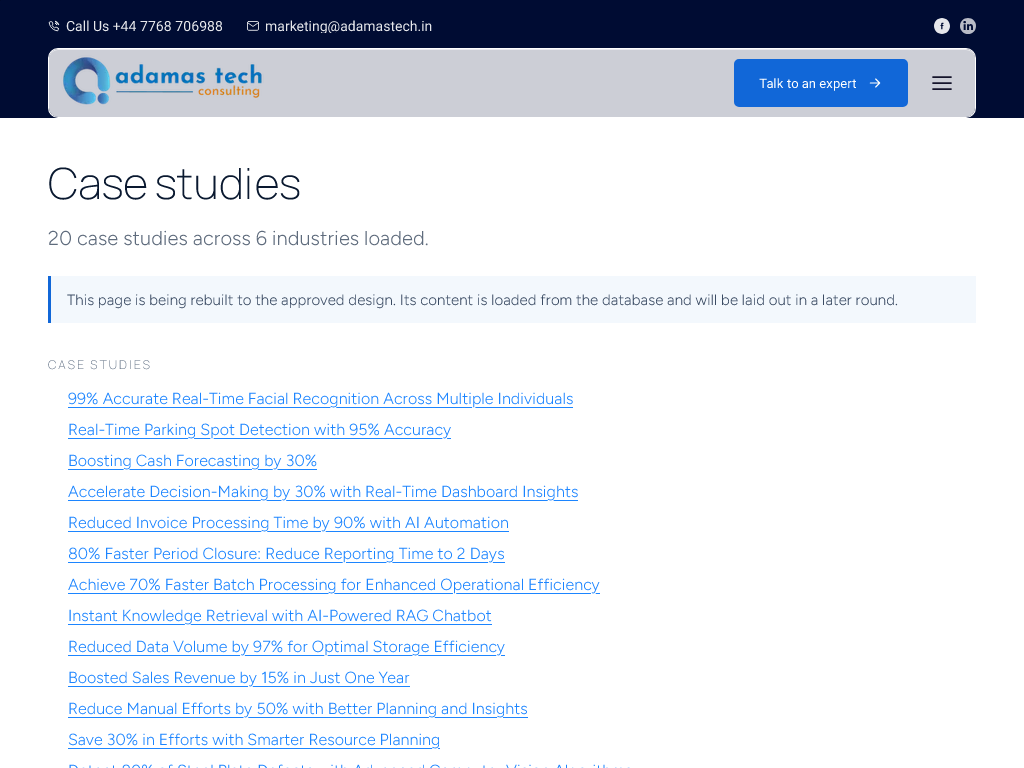 Call Us +44 7768 706988
marketing@adamastech.in
adamas tech
consulting
Talk to an expert
Case studies
20 case studies across 6 industries loaded.
This page is being rebuilt to the approved design. Its content is loaded from the database and will be laid out in a later round.
CASE STUDIES
99% Accurate Real-Time Facial Recognition Across Multiple Individuals
Real-Time Parking Spot Detection with 95% Accuracy
Boosting Cash Forecasting by 30%
Accelerate Decision-Making by 30% with Real-Time Dashboard Insights
Reduced Invoice Processing Time by 90% with AI Automation
80% Faster Period Closure: Reduce Reporting Time to 2 Days
Achieve 70% Faster Batch Processing for Enhanced Operational Efficiency
Instant Knowledge Retrieval with AI-Powered RAG Chatbot
Reduced Data Volume by 97% for Optimal Storage Efficiency
Boosted Sales Revenue by 15% in Just One Year
Reduce Manual Efforts by 50% with Better Planning and Insights
Save 30% in Efforts with Smarter Resource Planning